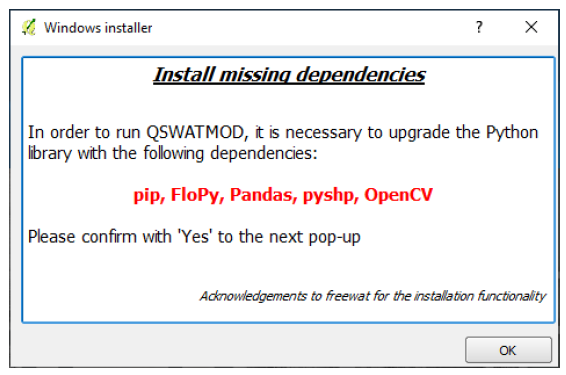 Windows installer
Install missing dependencies
In order to run QSWATMOD, it is necessary to upgrade the Python
library with the following dependencies:
pip, FloPy, Pandas, pyshp, OpenCV
Please confirm with 'Yes' to the next pop-up
Acknowledgements to freewat for the installation functionality
OK